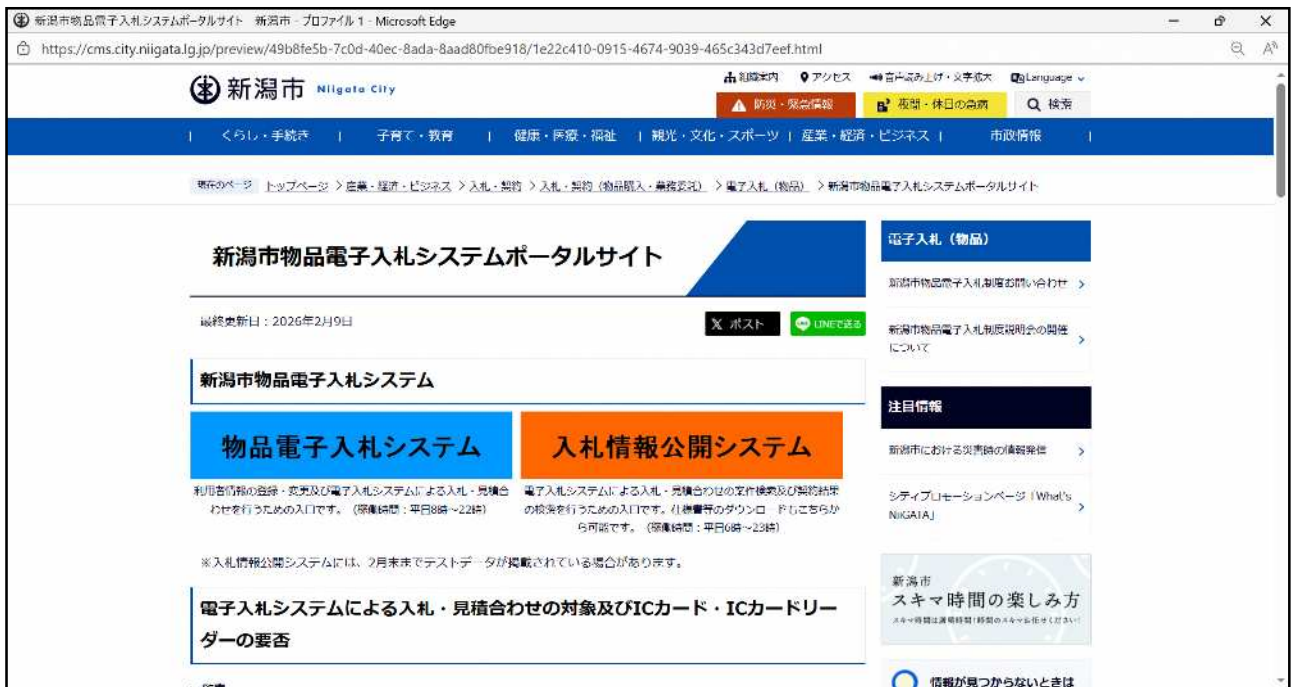 新潟市物品電子入札システムポータルサイト 新潟市 - プロファイル 1 - Microsoft Edge
https://cms.city.niigata.lg.jp/preview/49b8fe5b-7c0d-40ec-8ada-8aad80fbe918/1e22c410-0915-4674-9039-465c343d7eef.html
新潟市 Niigata City
組織案内 アクセス 音声読み上げ・文字拡大 Language
防災・緊急情報 夜間・休日の急病 検索
くらし・手続き 子育て・教育 健康・医療・福祉 観光・文化・スポーツ 産業・経済・ビジネス 市政情報
現在のページ トップページ > 産業・経済・ビジネス > 入札・契約 > 入札・契約（物品購入・業務委託） > 電子入札（物品） > 新潟市物品電子入札システムポータルサイト
新潟市物品電子入札システムポータルサイト
最終更新日：2026年2月9日
ポスト LINEで送る
新潟市物品電子入札システム
物品電子入札システム
利用者情報の登録・変更及び電子入札システムによる入札・見積合
わせを行うための入口です。（稼働時間：平日8時～22時）
入札情報公開システム
電子入札システムによる入札・見積合わせの案件検索及び契約結果
の検索を行うための入口です。仕様書等のダウンロードもこちらか
ら可能です。（稼働時間：平日6時～23時）
※入札情報公開システムには、2月末までテストデータが掲載されている場合があります。
電子入札システムによる入札・見積合わせの対象及びICカード・ICカードリー
ダーの要否
電子入札（物品）
新潟市物品電子入札制度お問い合わせ
新潟市物品電子入札制度説明会の開催
について
注目情報
新潟市における災害時の情報発信
シティプロモーションページ「What's
NIIGATA」
新潟市
スキマ時間の楽しみ方
情報が見つからないときは